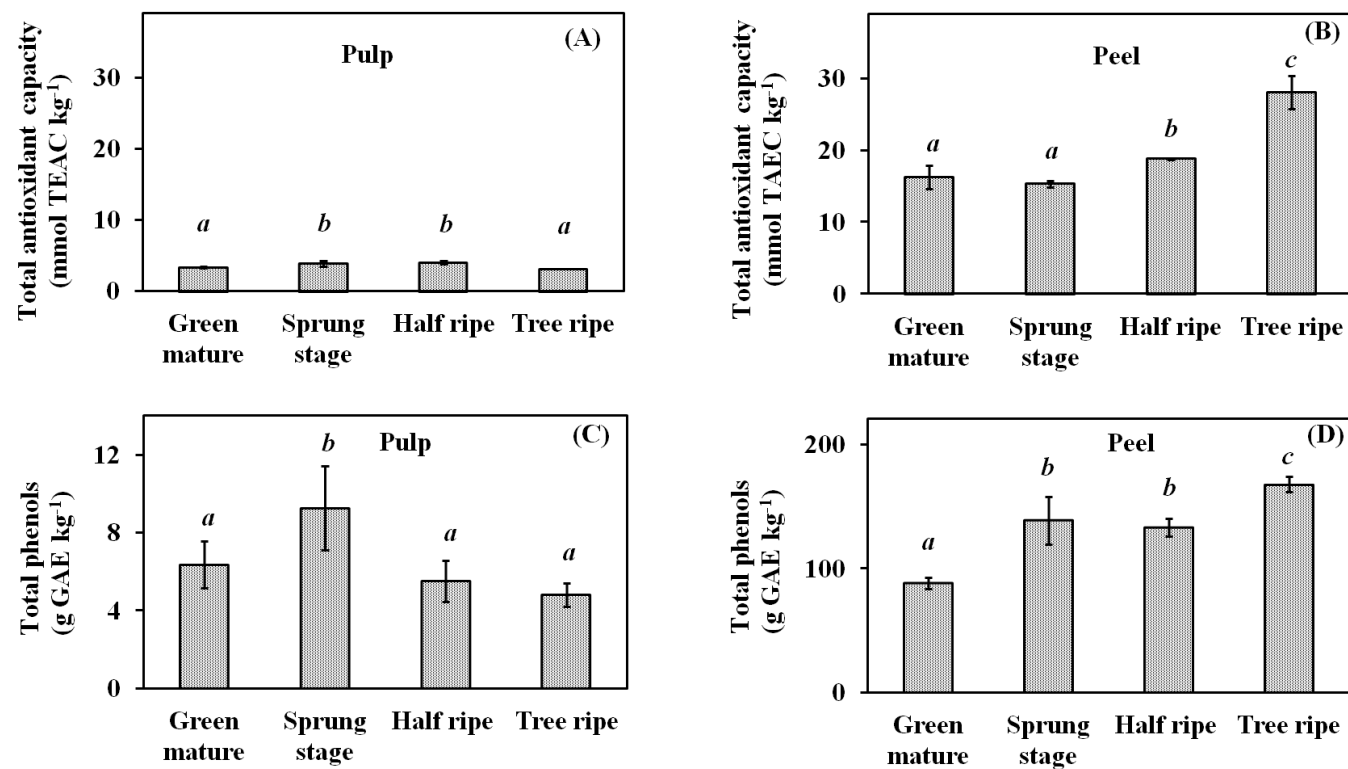 Total antioxidant capacity
(mmol TEAC kg-1)
(A)
Pulp
30
20
10
0
a
b
b
a
Green
mature
Sprung
stage
Half ripe
Tree ripe
Total antioxidant capacity
(mmol TAEC kg-1)
(B)
Peel
30
20
10
0
a
a
b
c
Green
mature
Sprung
stage
Half ripe
Tree ripe
Total phenols
(g GAE kg-1)
(C)
Pulp
12
8
4
0
a
b
a
a
Green
mature
Sprung
stage
Half ripe
Tree ripe
Total phenols
(g GAE kg-1)
(D)
Peel
200
100
0
a
b
b
c
Green
mature
Sprung
stage
Half ripe
Tree ripe